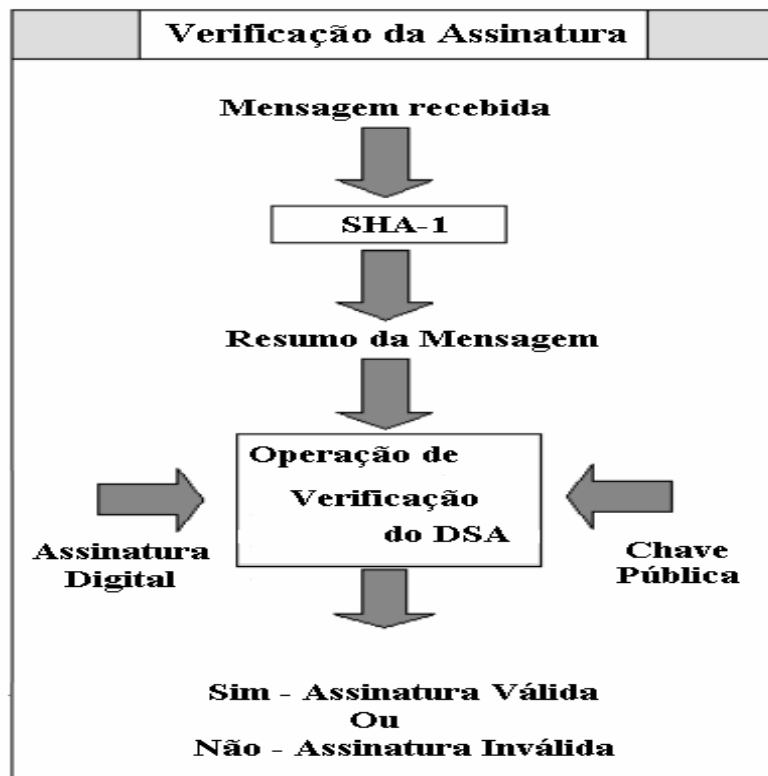 Verificação da Assinatura
Mensagem recebida
SHA-1
Resumo da Mensagem
Operação de
Verificação
do DSA
Assinatura
Digital
Chave
Pública
Sim - Assinatura Válida
Ou
Não - Assinatura Inválida